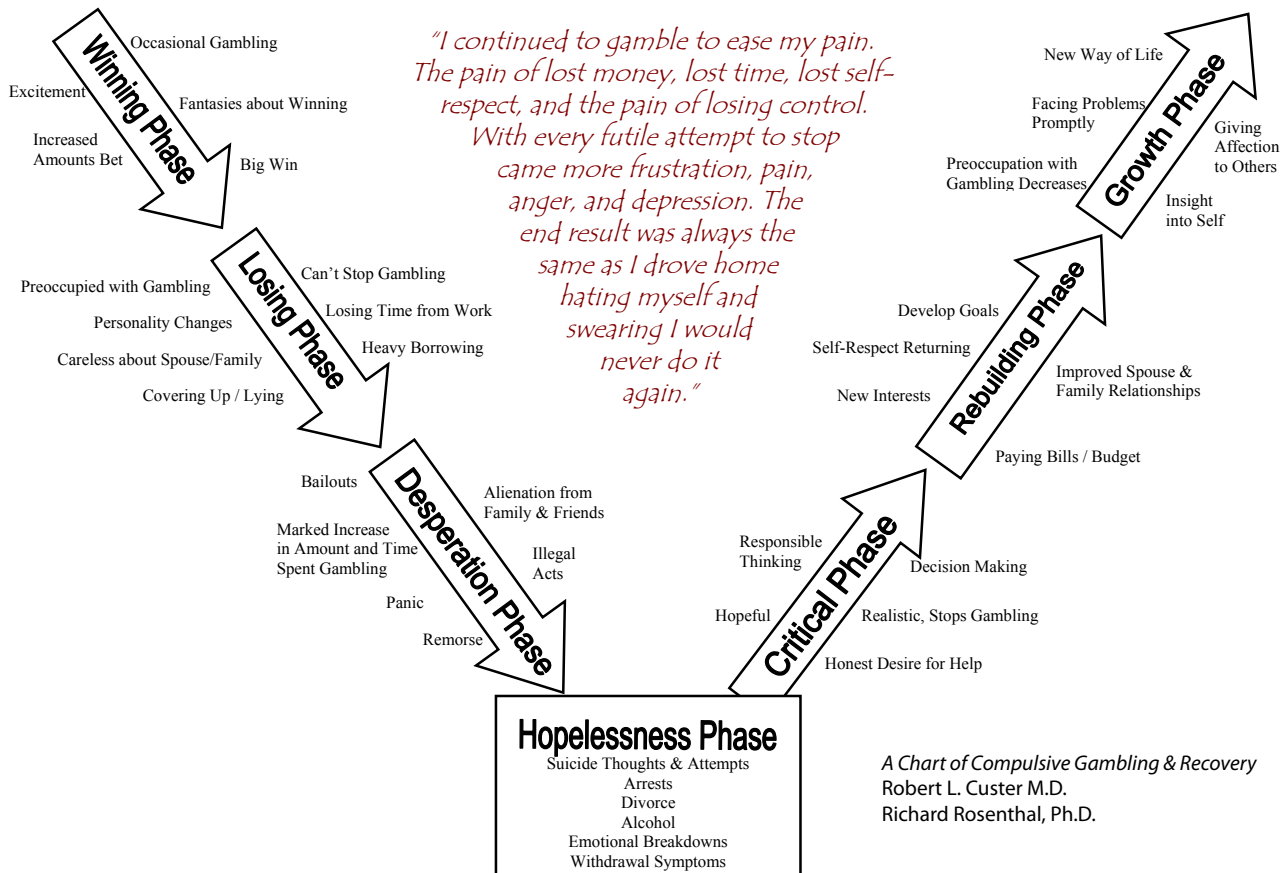 Winning Phase
Occasional Gambling
Excitement
Fantasies about Winning
Increased
Amounts Bet
Big Win
"I continued to gamble to ease my pain.
The pain of lost money, lost time, lost self-
respect, and the pain of losing control.
With every futile attempt to stop
came more frustration, pain,
anger, and depression. The
end result was always the
same as I drove home
hating myself and
swearing I would
never do it
again."
Losing Phase
Can't Stop Gambling
Preoccupied with Gambling
Losing Time from Work
Personality Changes
Heavy Borrowing
Careless about Spouse/Family
Covering Up / Lying
Desperation Phase
Bailouts
Alienation from
Family & Friends
Marked Increase
in Amount and Time
Spent Gambling
Illegal
Acts
Panic
Remorse
Hopelessness Phase
Suicide Thoughts & Attempts
Arrests
Divorce
Alcohol
Emotional Breakdowns
Withdrawal Symptoms
Critical Phase
Responsible
Thinking
Decision Making
Hopeful
Realistic, Stops Gambling
Honest Desire for Help
Rebuilding Phase
Develop Goals
Self-Respect Returning
Improved Spouse &
Family Relationships
New Interests
Paying Bills / Budget
Growth Phase
New Way of Life
Facing Problems
Promptly
Giving
Affection
to Others
Preoccupation with
Gambling Decreases
Insight
into Self
A Chart of Compulsive Gambling & Recovery
Robert L. Custer M.D.
Richard Rosenthal, Ph.D.